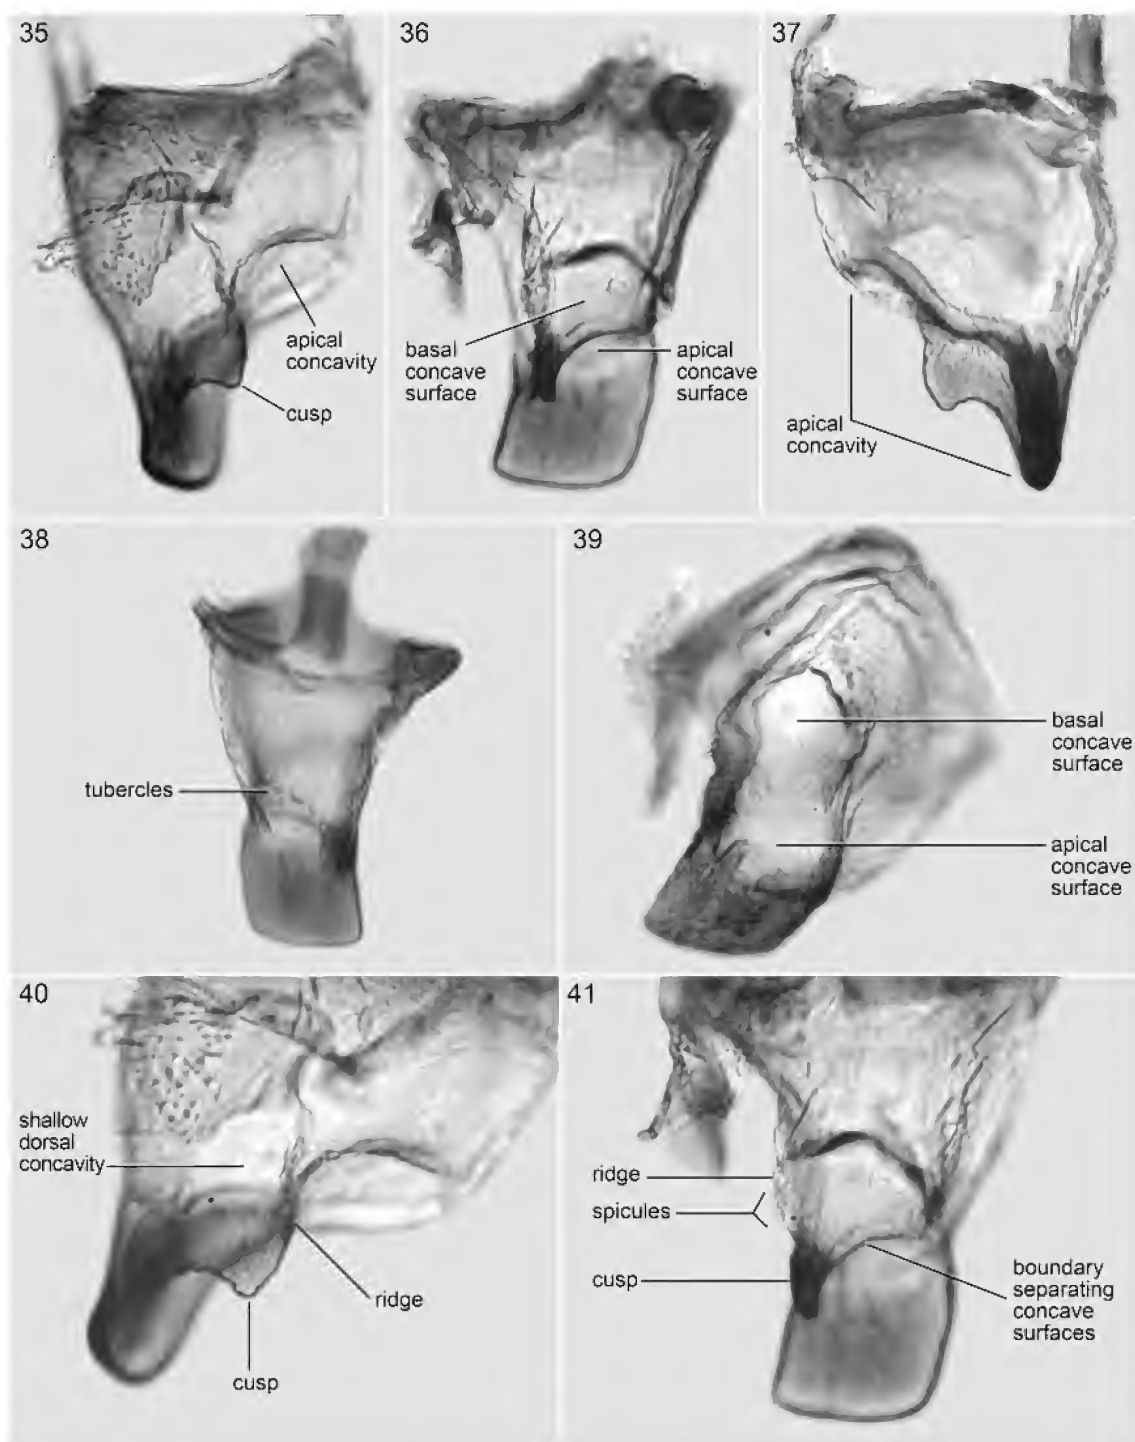 35
apical
concavity
cusp
36
basal
concave
surface
apical
concave
surface
37
apical
concavity
38
tubercles
39
basal
concave
surface
apical
concave
surface
40
shallow
dorsal
concavity
ridge
cusp
41
ridge
spicules
cusp
boundary
separating
concave
surfaces